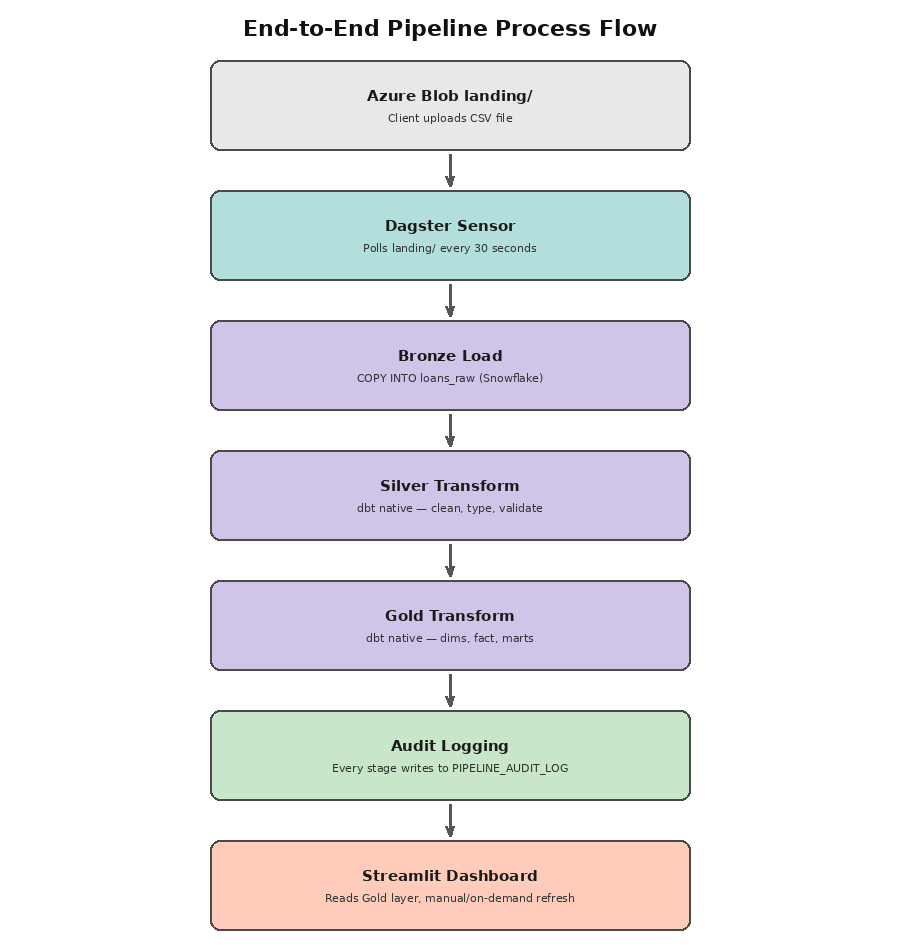 End-to-End Pipeline Process Flow
Azure Blob landing/
Client uploads CSV file
Dagster Sensor
Polls landing/ every 30 seconds
Bronze Load
COPY INTO loans_raw (Snowflake)
Silver Transform
dbt native — clean, type, validate
Gold Transform
dbt native — dims, fact, marts
Audit Logging
Every stage writes to PIPELINE_AUDIT_LOG
Streamlit Dashboard
Reads Gold layer, manual/on-demand refresh